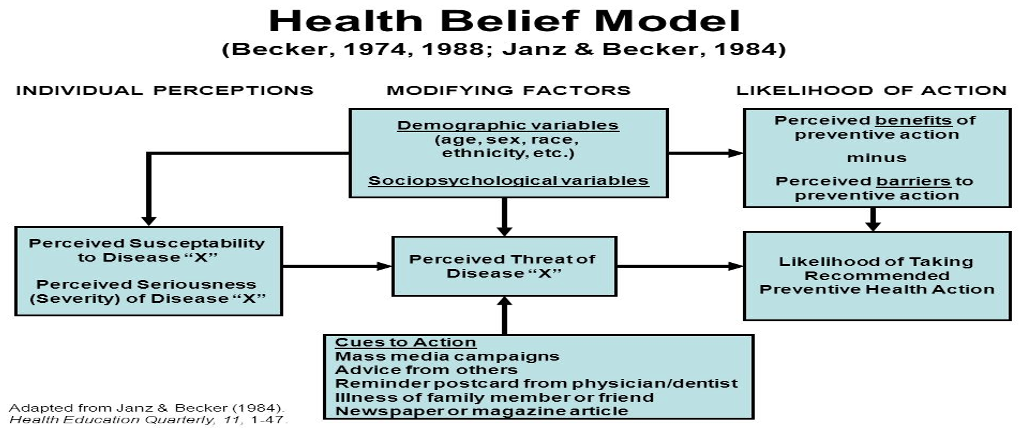 Health Belief Model
(Becker, 1974, 1988; Janz & Becker, 1984)
INDIVIDUAL PERCEPTIONS
MODIFYING FACTORS
LIKELIHOOD OF ACTION
Demographic variables
(age, sex, race,
ethnicity, etc.)
Sociopsychological variables
Perceived benefits of
preventive action
minus
Perceived barriers to
preventive action
Perceived Susceptability
to Disease “X”
Perceived Seriousness
(Severity) of Disease “X”
Perceived Threat of
Disease “X”
Likelihood of Taking
Recommended
Preventive Health Action
Cues to Action
Mass media campaigns
Advice from others
Reminder postcard from physician/dentist
Illness of family member or friend
Newspaper or magazine article
Adapted from Janz & Becker (1984).
Health Education Quarterly, 11, 1-47.